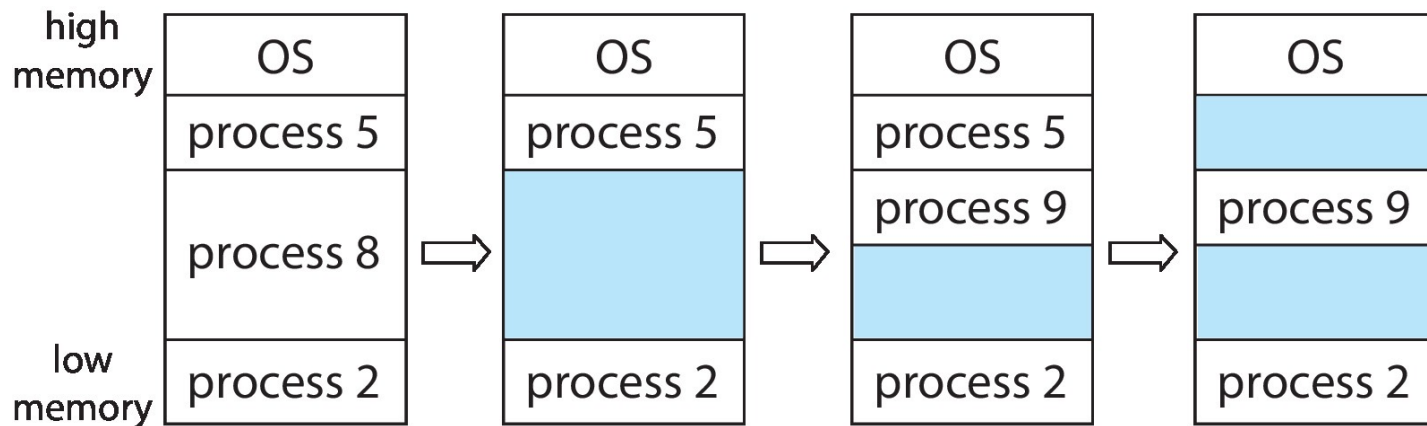 high
memory
OS
process 5
process 8
low
memory
process 2
OS
process 5
process 2
OS
process 5
process 9
process 2
OS
process 9
process 2